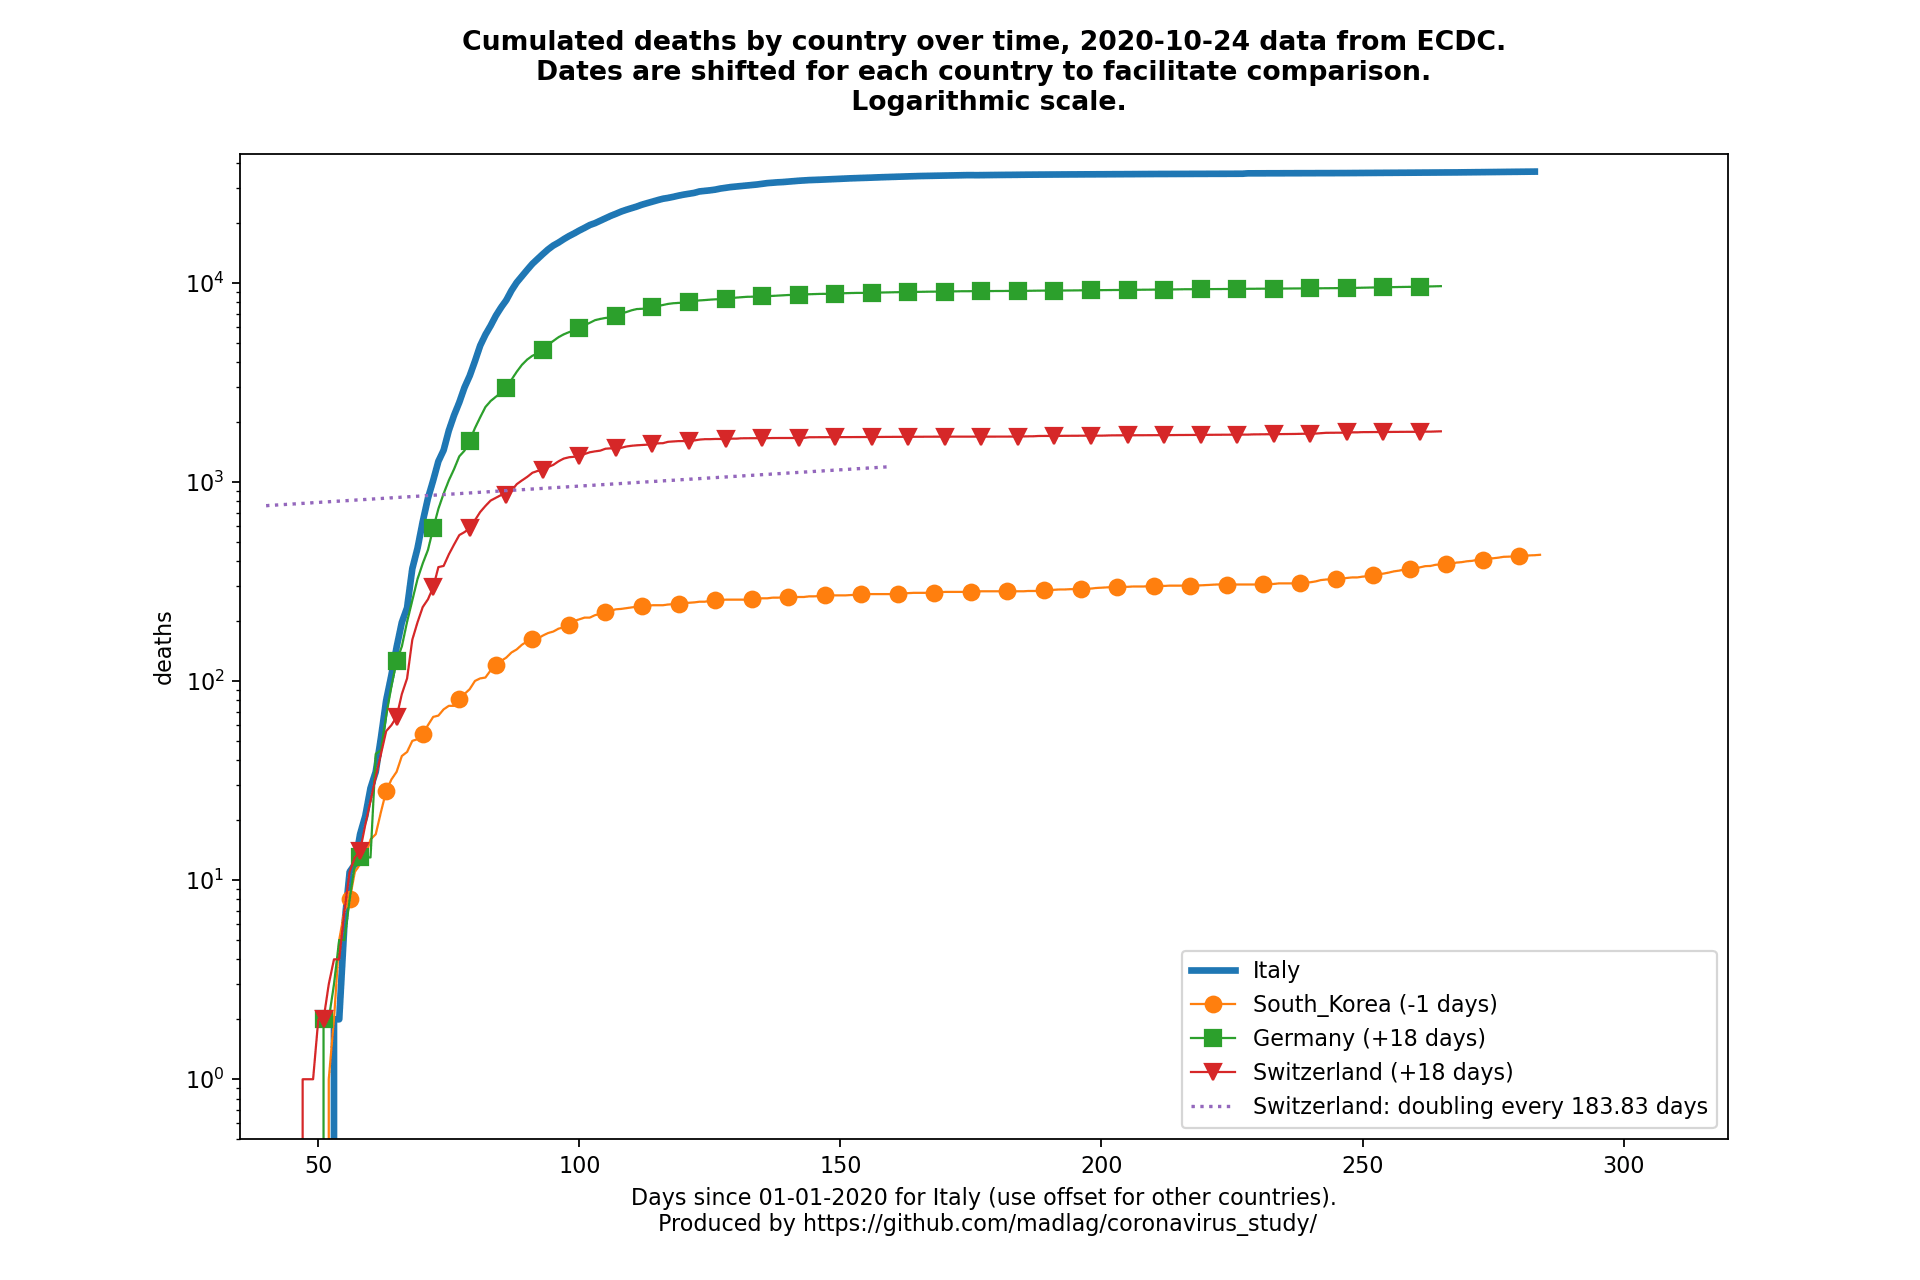 Cumulated deaths by country over time, 2020-10-24 data from ECDC.
Dates are shifted for each country to facilitate comparison.
Logarithmic scale.
deaths
10^4
10^3
10^2
10^1
10^0
50 100 150 200 250 300
Italy
South_Korea (-1 days)
Germany (+18 days)
Switzerland (+18 days)
Switzerland: doubling every 183.83 days
Days since 01-01-2020 for Italy (use offset for other countries).
Produced by https://github.com/madlag/coronavirus_study/